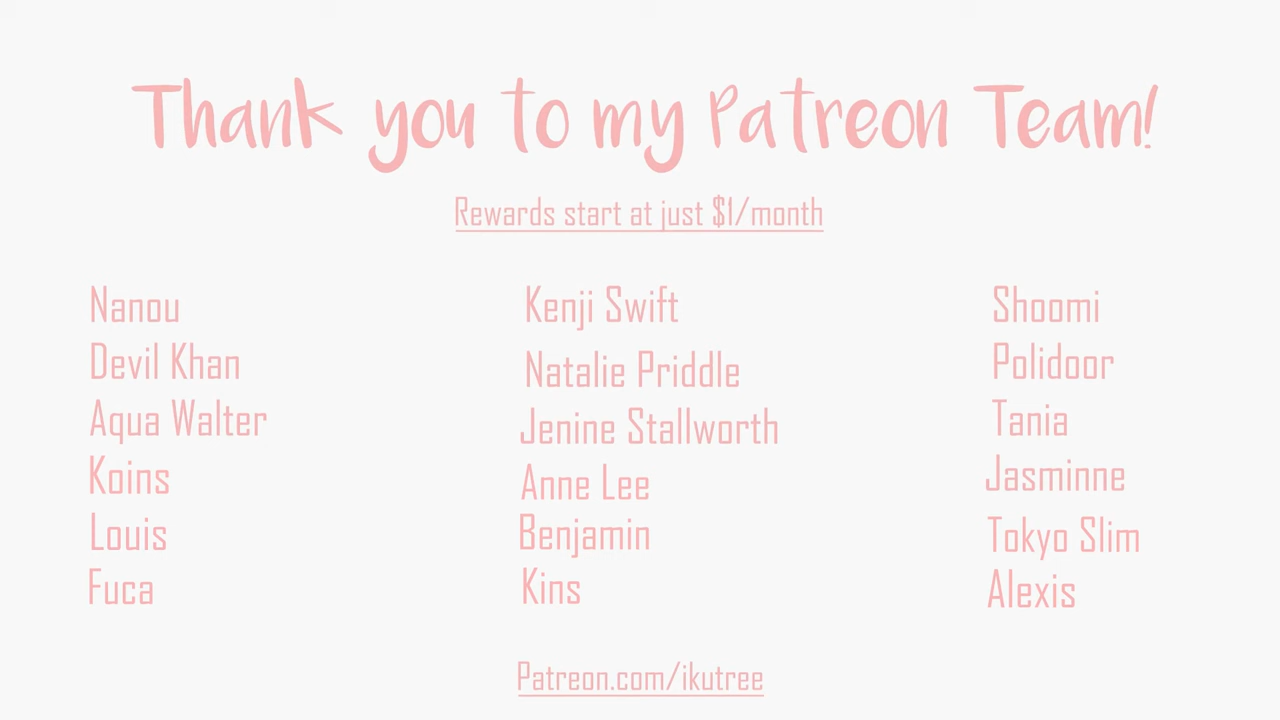 Thank you to my Patreon Team!
Rewards start at just $1/month
Nanou
Devil Khan
Aqua Walter
Koins
Louis
Fuca
Kenji Swift
Natalie Priddle
Jenine Stallworth
Anne Lee
Benjamin
Kins
Shoomi
Polidoor
Tania
Jasminne
Tokyo Slim
Alexis
Patreon.com/ikutree